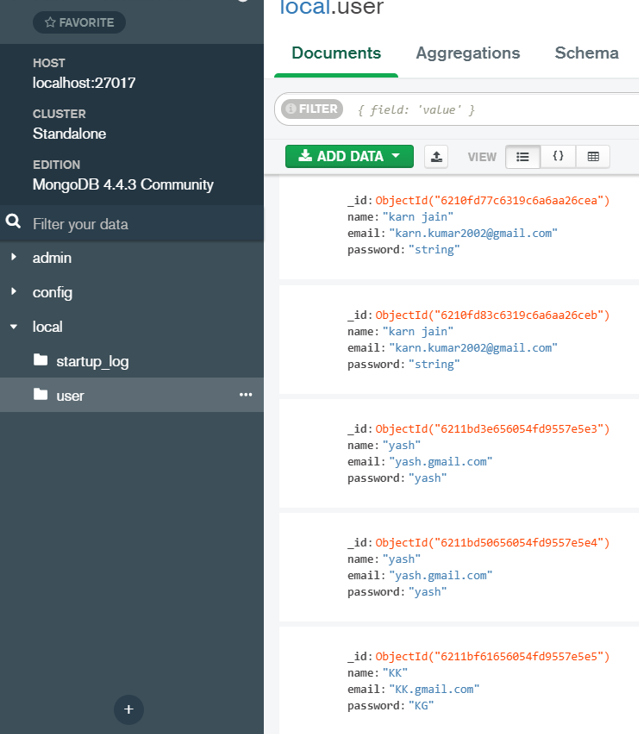 local.user
FAVORITE
HOST
localhost:27017
CLUSTER
Standalone
EDITION
MongoDB 4.4.3 Community
Filter your data
admin
config
local
startup_log
user
Documents Aggregations Schema
FILTER { field: 'value' }
ADD DATA VIEW {}
_id: ObjectId("6210fd77c6319c6a6aa26cea")
name: "karn jain"
email: "karn.kumar2002@gmail.com"
password: "string"
_id: ObjectId("6210fd83c6319c6a6aa26ceb")
name: "karn jain"
email: "karn.kumar2002@gmail.com"
password: "string"
_id: ObjectId("6211bd3e656054fd9557e5e3")
name: "yash"
email: "yash.gmail.com"
password: "yash"
_id: ObjectId("6211bd50656054fd9557e5e4")
name: "yash"
email: "yash.gmail.com"
password: "yash"
_id: ObjectId("6211bf61656054fd9557e5e5")
name: "KK"
email: "KK.gmail.com"
password: "KG"